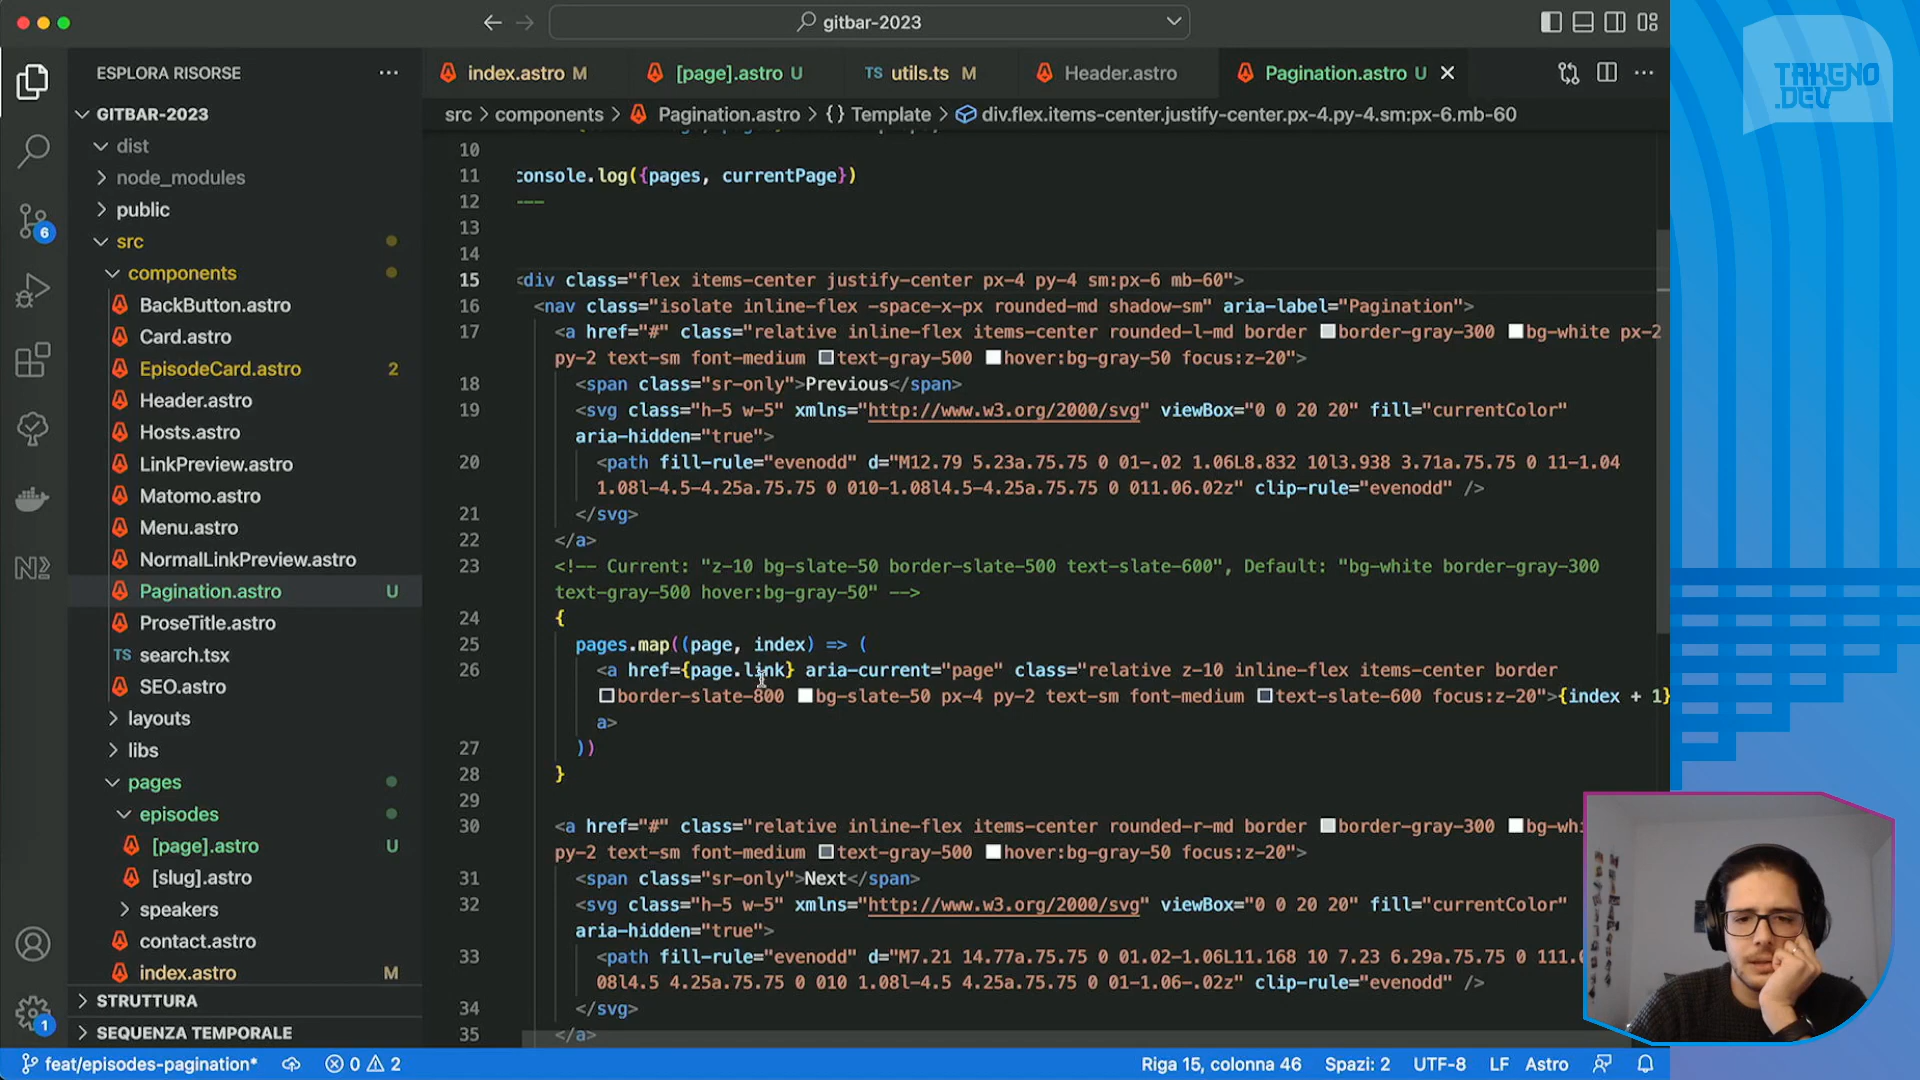 gitbar-2023
TAKENO
.DEV
ESPLORA RISORSE
index.astro M
[page].astro U
TS utils.ts M
Header.astro
Pagination.astro U
src > components > Pagination.astro > {} Template > div.flex.items-center.justify-center.px-4.py-4.sm:px-6.mb-60
GITBAR-2023
dist
node_modules
public
src
components
BackButton.astro
Card.astro
EpisodeCard.astro 2
Header.astro
Hosts.astro
LinkPreview.astro
Matomo.astro
Menu.astro
NormalLinkPreview.astro
Pagination.astro U
ProseTitle.astro
TS search.tsx
SEO.astro
layouts
libs
pages
episodes
[page].astro U
[slug].astro
speakers
contact.astro
index.astro M
STRUTTURA
SEQUENZA TEMPORALE
6
1
10
11 console.log({pages, currentPage})
12 ---
13
14
15 <div class="flex items-center justify-center px-4 py-4 sm:px-6 mb-60">
16 <nav class="isolate inline-flex -space-x-px rounded-md shadow-sm" aria-label="Pagination">
17 <a href="#" class="relative inline-flex items-center rounded-l-md border border-gray-300 bg-white px-2
py-2 text-sm font-medium text-gray-500 hover:bg-gray-50 focus:z-20">
18 <span class="sr-only">Previous</span>
19 <svg class="h-5 w-5" xmlns="http://www.w3.org/2000/svg" viewBox="0 0 20 20" fill="currentColor"
aria-hidden="true">
20 <path fill-rule="evenodd" d="M12.79 5.23a.75.75 0 01-.02 1.06L8.832 10l3.938 3.71a.75.75 0 11-1.04
1.08l-4.5-4.25a.75.75 0 010-1.08l4.5-4.25a.75.75 0 011.06.02z" clip-rule="evenodd" />
21 </svg>
22 </a>
23 <!-- Current: "z-10 bg-slate-50 border-slate-500 text-slate-600", Default: "bg-white border-gray-300
text-gray-500 hover:bg-gray-50" -->
24 {
25 pages.map((page, index) => (
26 <a href={page.link} aria-current="page" class="relative z-10 inline-flex items-center border
border-slate-800 bg-slate-50 px-4 py-2 text-sm font-medium text-slate-600 focus:z-20">{index + 1}
a>
27 ))
28 }
29
30 <a href="#" class="relative inline-flex items-center rounded-r-md border border-gray-300 bg-whi
py-2 text-sm font-medium text-gray-500 hover:bg-gray-50 focus:z-20">
31 <span class="sr-only">Next</span>
32 <svg class="h-5 w-5" xmlns="http://www.w3.org/2000/svg" viewBox="0 0 20 20" fill="currentColor"
aria-hidden="true">
33 <path fill-rule="evenodd" d="M7.21 14.77a.75.75 0 01.02-1.06L11.168 10 7.23 6.29a.75.75 0 111.0
08l4.5 4.25a.75.75 0 010 1.08l-4.5 4.25a.75.75 0 01-1.06-.02z" clip-rule="evenodd" />
34 </svg>
35 </a>
feat/episodes-pagination*
0
2
Riga 15, colonna 46
Spazi: 2
UTF-8
LF
Astro